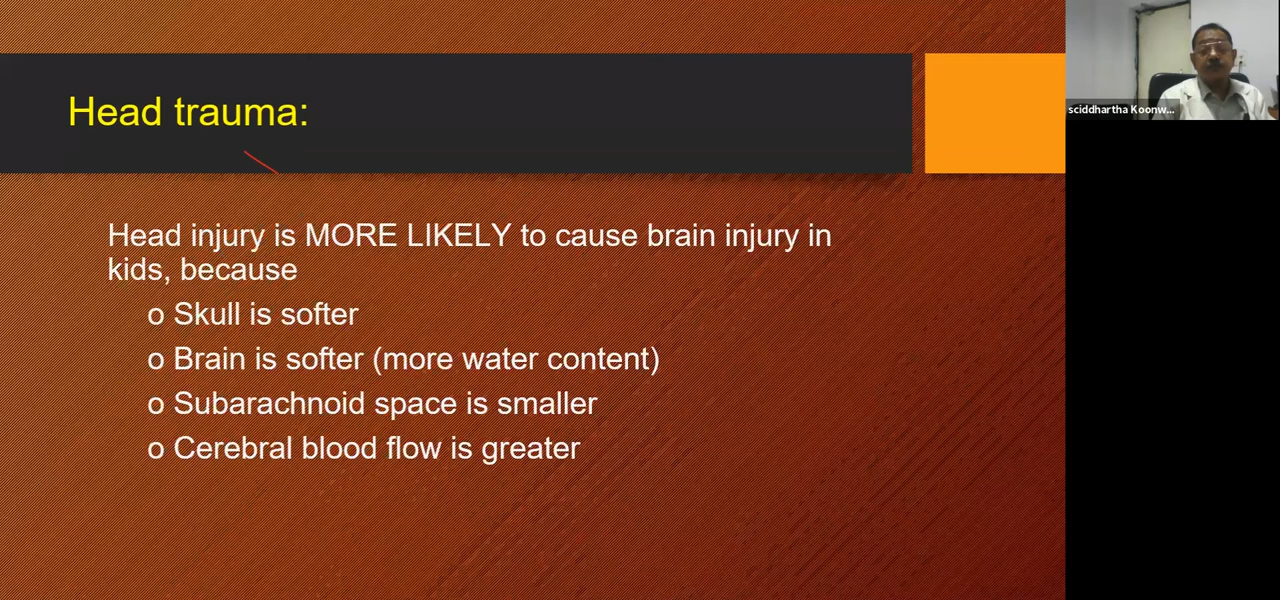 Head trauma:
Head injury is MORE LIKELY to cause brain injury in
kids, because
o Skull is softer
o Brain is softer (more water content)
o Subarachnoid space is smaller
o Cerebral blood flow is greater
sciddhartha Koonw...